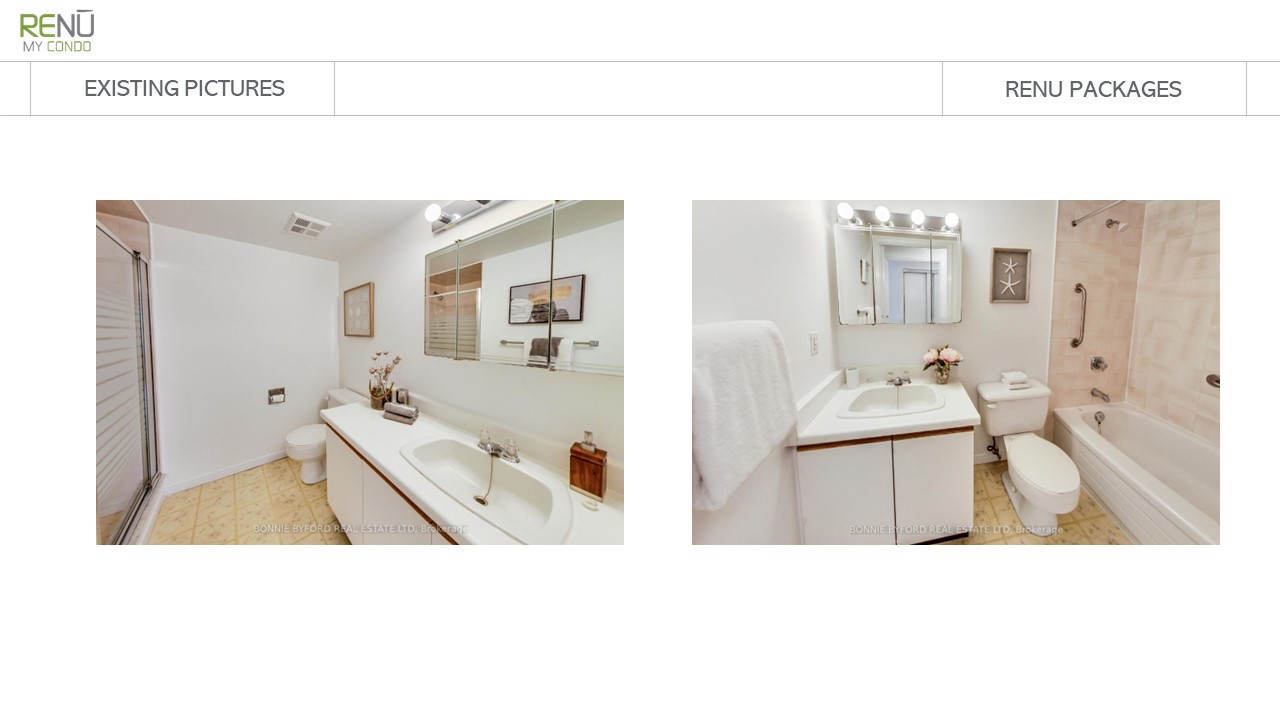 RENŪ
MY CONDO
EXISTING PICTURES
RENU PACKAGES
BONNIE BYFORD REAL ESTATE LTD, Brokerage
BONNIE BYFORD REAL ESTATE LTD, Brokerage